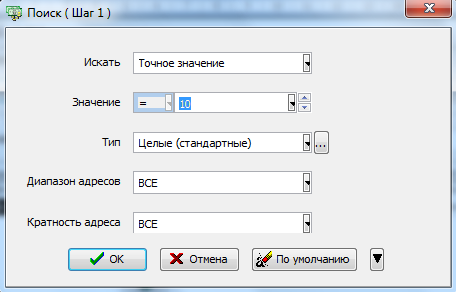 Поиск ( Шаг 1 )
Искать Точное значение
Значение = 10
Тип Целые (стандартные) ...
Диапазон адресов ВСЕ
Кратность адреса ВСЕ
OK Отмена По умолчанию